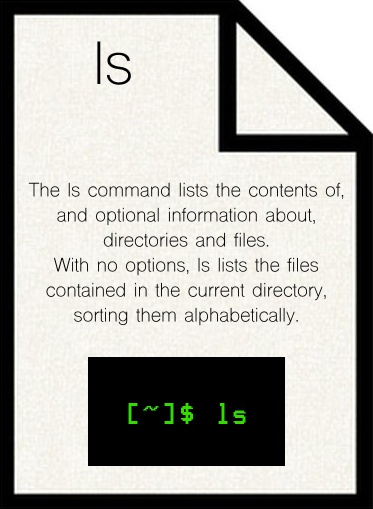 ls
The ls command lists the contents of,
and optional information about,
directories and files.
With no options, ls lists the files
contained in the current directory,
sorting them alphabetically.
[~]$ ls